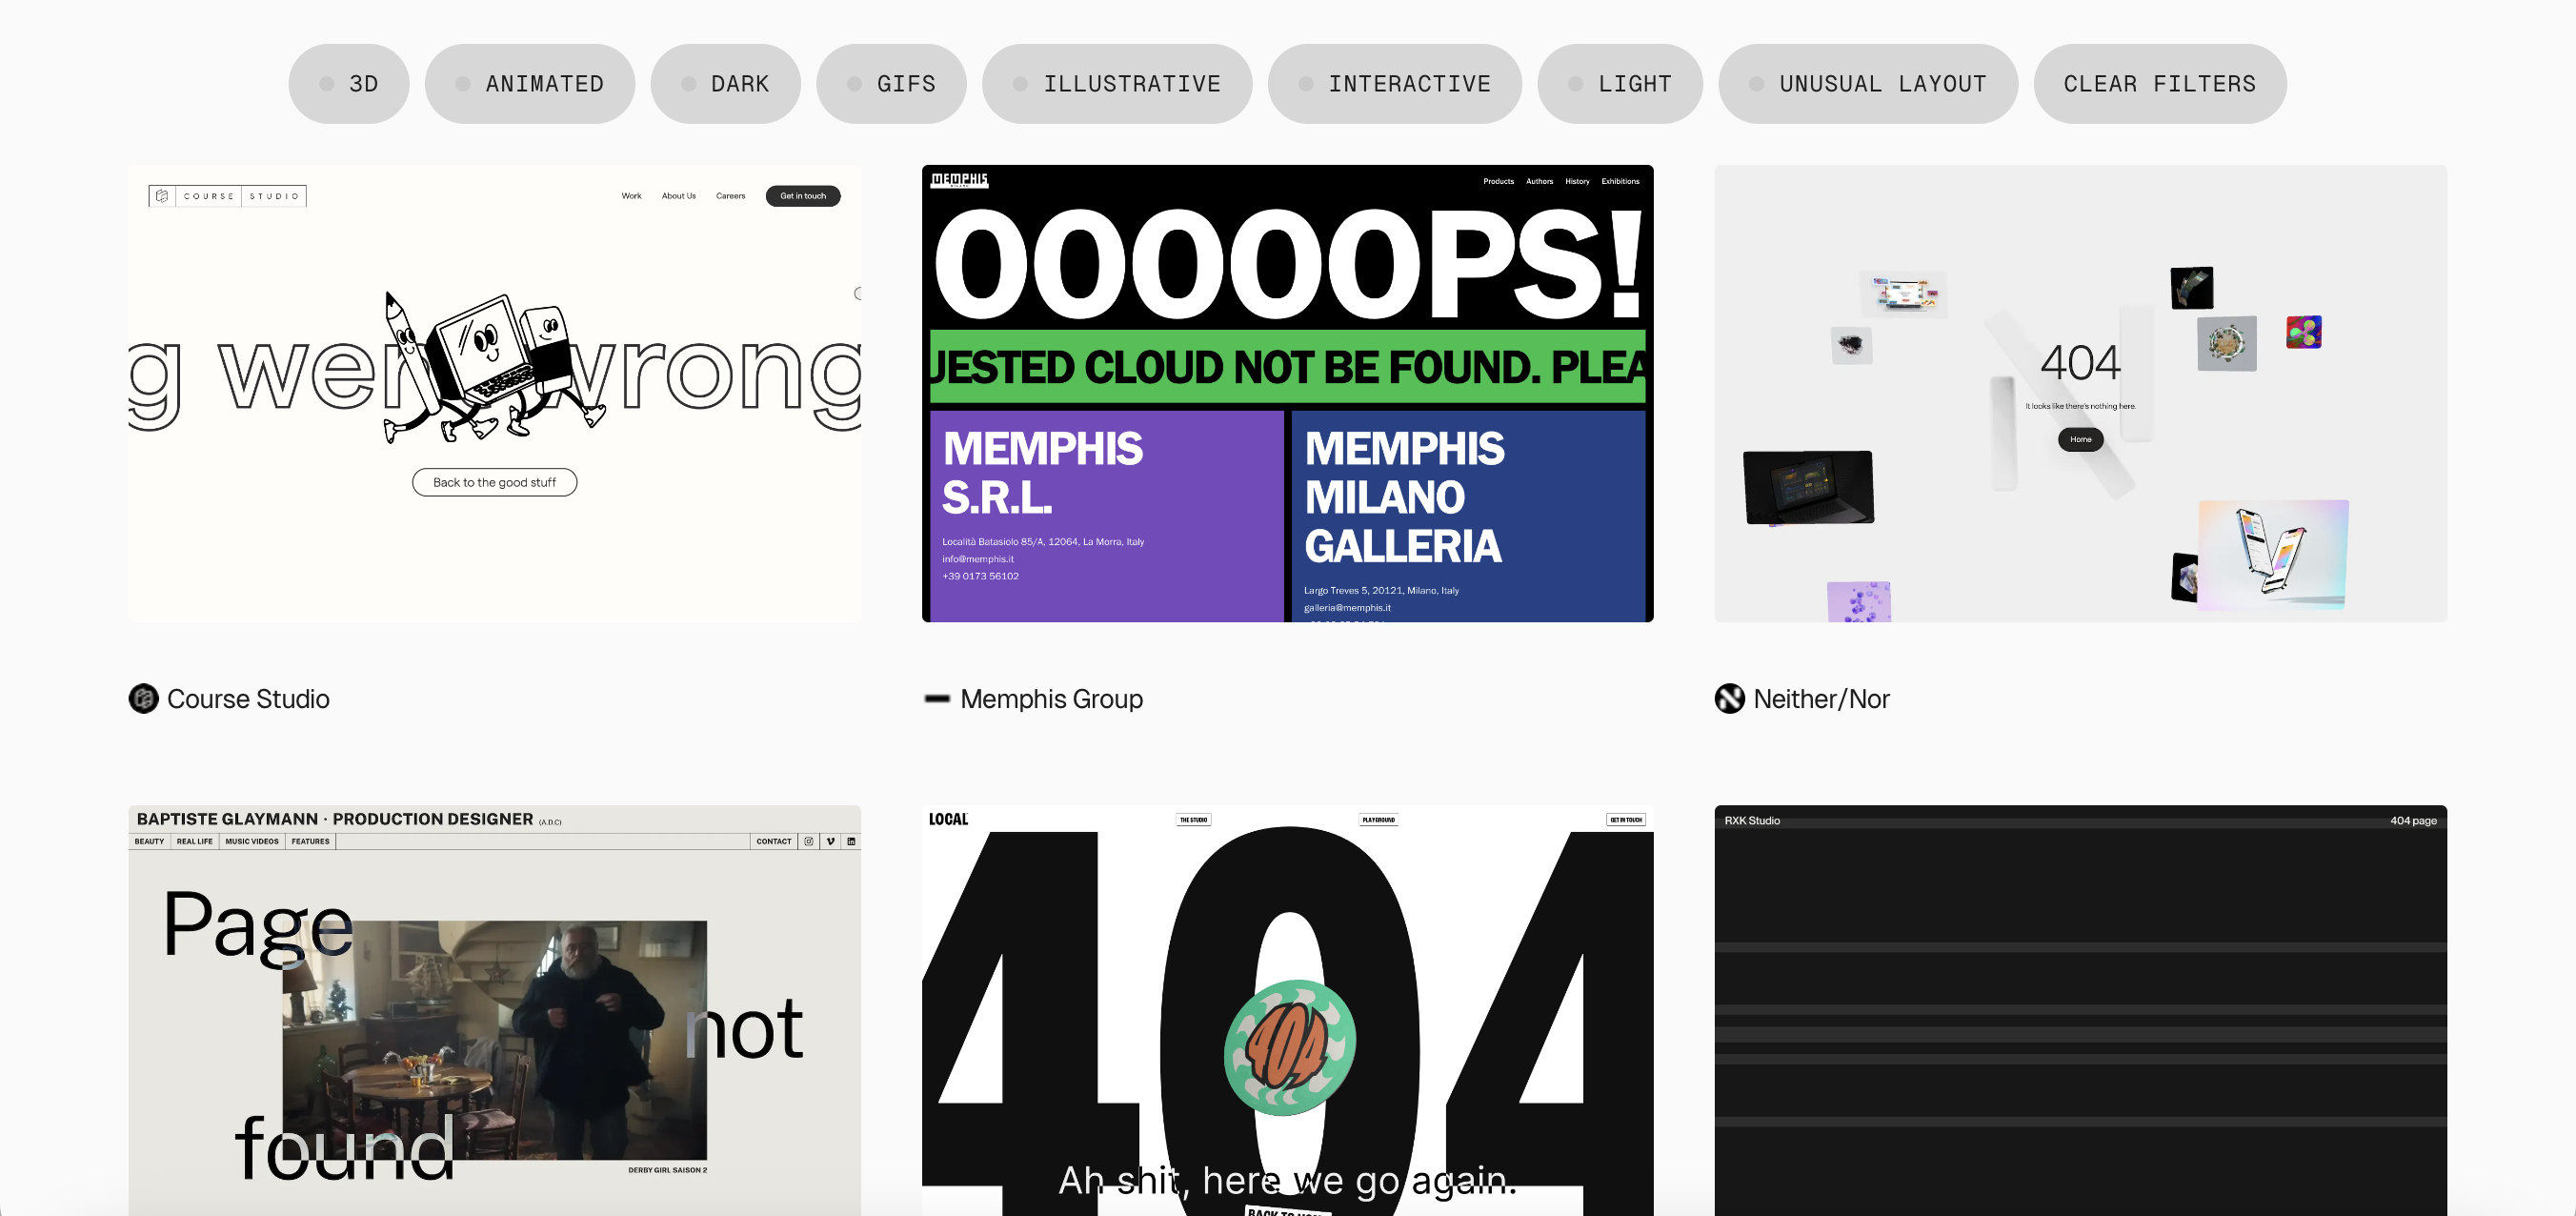 3D
ANIMATED
DARK
GIFS
ILLUSTRATIVE
INTERACTIVE
LIGHT
UNUSUAL LAYOUT
CLEAR FILTERS
COURSE STUDIO
Work
About Us
Careers
Get in touch
g went wrong
Back to the good stuff
Course Studio
MEMPHIS
MILANO
Products
Authors
History
Exhibitions
OOOOOPS!
UESTED CLOUD NOT BE FOUND. PLEA
MEMPHIS
S.R.L.
Località Batasiolo 85/A, 12064, La Morra, Italy
info@memphis.it
+39 0173 56102
MEMPHIS
MILANO
GALLERIA
Largo Treves 5, 20121, Milano, Italy
galleria@memphis.it
Memphis Group
404
It looks like there's nothing here.
Home
Neither/Nor
BAPTISTE GLAYMANN · PRODUCTION DESIGNER (A.D.C)
BEAUTY
REAL LIFE
MUSIC VIDEOS
FEATURES
CONTACT
Page
not
found
DERBY GIRL SAISON 2
LOCAL
THE STUDIO
PLAYGROUND
GET IN TOUCH
404
404
Ah shit, here we go again.
RXK Studio
404 page